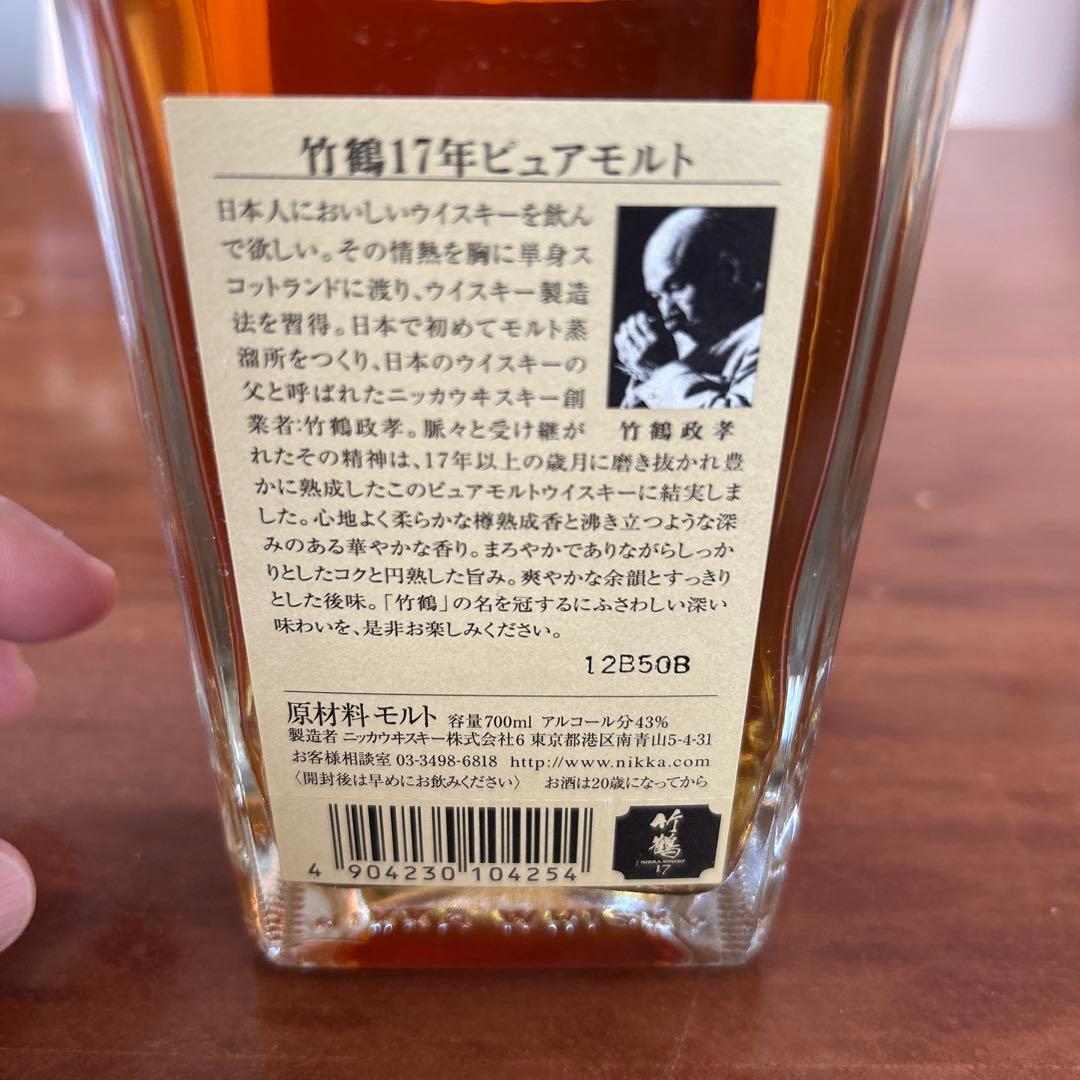 竹鶴17年ピュアモルト
日本人においしいウイスキーを飲ん
で欲しい。その情熱を胸に単身ス
コットランドに渡り、ウイスキー製造
法を習得。日本で初めてモルト蒸
溜所をつくり、日本のウイスキーの
父と呼ばれたニッカウヰスキー創
業者:竹鶴政孝。脈々と受け継が
れたその精神は、17年以上の歳月に磨き抜かれ豊
かに熟成したこのピュアモルトウイスキーに結実しま
した。心地よく柔らかな樽熟成香と沸き立つような深
みのある華やかな香り。まろやかでありながらしっか
りとしたコクと円熟した旨み。爽やかな余韻とすっきり
とした後味。「竹鶴」の名を冠するにふさわしい深い
味わいを、是非お楽しみください。
竹鶴政孝
12B50B
原材料 モルト 容量700ml アルコール分43%
製造者 ニッカウヰスキー株式会社6 東京都港区南青山5-4-31
お客様相談室 03-3498-6818 http://www.nikka.com
〈開封後は早めにお飲みください〉 お酒は20歳になってから
4 904230 104254
竹鶴
NIKKA WHISKY
17